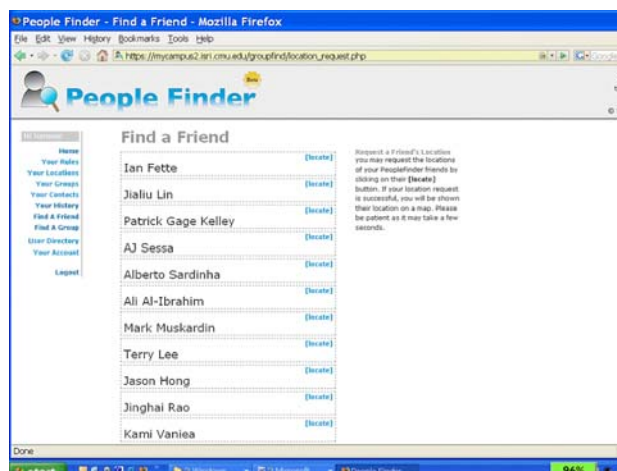 People Finder - Find a Friend - Mozilla Firefox
File Edit View History Bookmarks Tools Help
https://mycampus2.isri.cmu.edu/groupfind/location_request.php
People Finder
Beta
Home
Your Rules
Your Locations
Your Groups
Your Contacts
Your History
Find A Friend
Find A Group
User Directory
Your Account
Logout
Find a Friend
Ian Fette [locate]
Jialiu Lin [locate]
Patrick Gage Kelley [locate]
AJ Sessa [locate]
Alberto Sardinha [locate]
Ali Al-Ibrahim [locate]
Mark Muskardin [locate]
Terry Lee [locate]
Jason Hong [locate]
Jinghai Rao [locate]
Kami Vaniea [locate]
Request a Friend's Location
you may request the locations
of your Peoplefinder friends by
clicking on their [locate]
button. If your location request
is successful, you will be shown
their location on a map. Please
be patient as it may take a few
seconds.
Done
start
96%